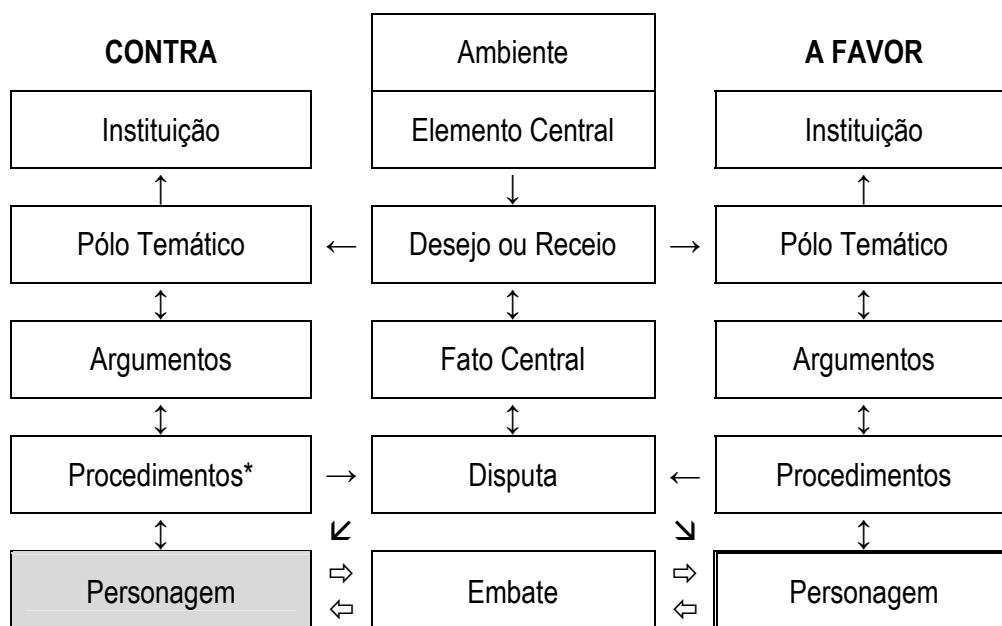 CONTRA
Ambiente
A FAVOR
Instituição
Elemento Central
Instituição
↑
↓
↑
Pólo Temático
←
Desejo ou Receio
→
Pólo Temático
↕
↕
↕
Argumentos
Fato Central
Argumentos
↕
↕
↕
Procedimentos*
→
Disputa
←
Procedimentos
↕
↕
Personagem
Embate
Personagem